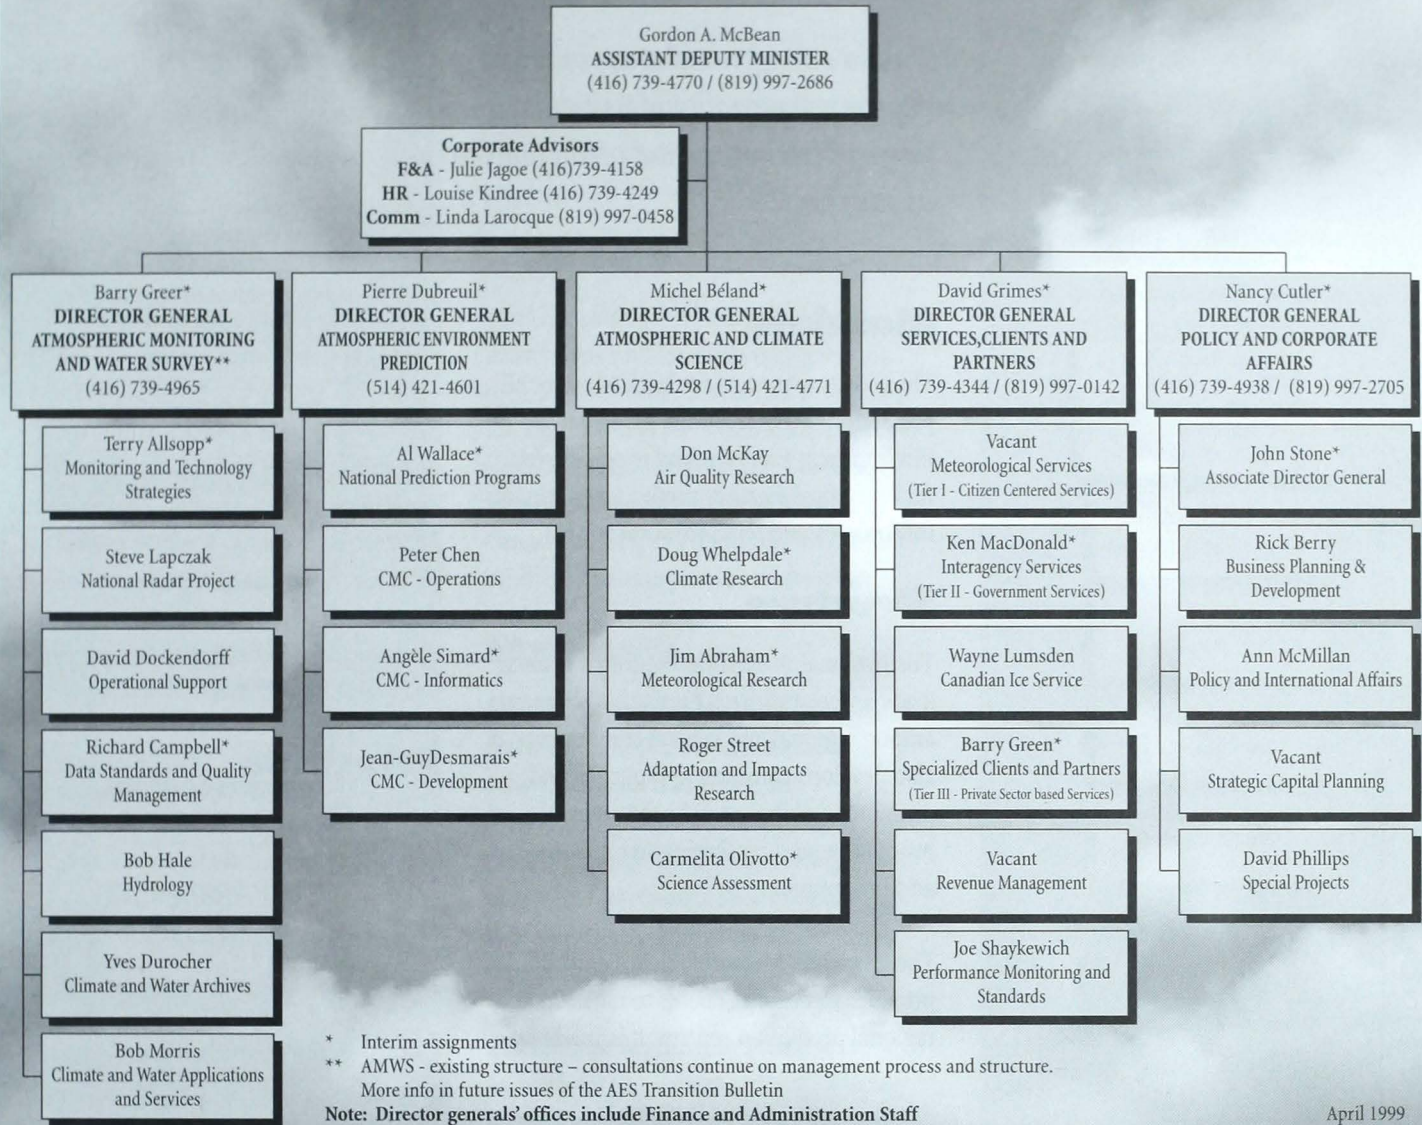 Gordon A. McBean
ASSISTANT DEPUTY MINISTER
(416) 739-4770 / (819) 997-2686
Corporate Advisors
F&A - Julie Jagoe (416)739-4158
HR - Louise Kindree (416) 739-4249
Comm - Linda Larocque (819) 997-0458
Barry Greer*
DIRECTOR GENERAL
ATMOSPHERIC MONITORING
AND WATER SURVEY**
(416) 739-4965
Terry Allsopp*
Monitoring and Technology
Strategies
Steve Lapczak
National Radar Project
David Dockendorff
Operational Support
Richard Campbell*
Data Standards and Quality
Management
Bob Hale
Hydrology
Yves Durocher
Climate and Water Archives
Bob Morris
Climate and Water Applications
and Services
Pierre Dubreuil*
DIRECTOR GENERAL
ATMOSPHERIC ENVIRONMENT
PREDICTION
(514) 421-4601
Al Wallace*
National Prediction Programs
Peter Chen
CMC - Operations
Angèle Simard*
CMC - Informatics
Jean-GuyDesmarais*
CMC - Development
Michel Béland*
DIRECTOR GENERAL
ATMOSPHERIC AND CLIMATE
SCIENCE
(416) 739-4298 / (514) 421-4771
Don McKay
Air Quality Research
Doug Whelpdale*
Climate Research
Jim Abraham*
Meteorological Research
Roger Street
Adaptation and Impacts
Research
Carmelita Olivotto*
Science Assessment
David Grimes*
DIRECTOR GENERAL
SERVICES,CLIENTS AND
PARTNERS
(416) 739-4344 / (819) 997-0142
Vacant
Meteorological Services
(Tier I - Citizen Centered Services)
Ken MacDonald*
Interagency Services
(Tier II - Government Services)
Wayne Lumsden
Canadian Ice Service
Barry Green*
Specialized Clients and Partners
(Tier III - Private Sector based Services)
Vacant
Revenue Management
Joe Shaykewich
Performance Monitoring and
Standards
Nancy Cutler*
DIRECTOR GENERAL
POLICY AND CORPORATE
AFFAIRS
(416) 739-4938 / (819) 997-2705
John Stone*
Associate Director General
Rick Berry
Business Planning &
Development
Ann McMillan
Policy and International Affairs
Vacant
Strategic Capital Planning
David Phillips
Special Projects
* Interim assignments
** AMWS - existing structure – consultations continue on management process and structure.
More info in future issues of the AES Transition Bulletin
Note: Director generals' offices include Finance and Administration Staff
April 1999